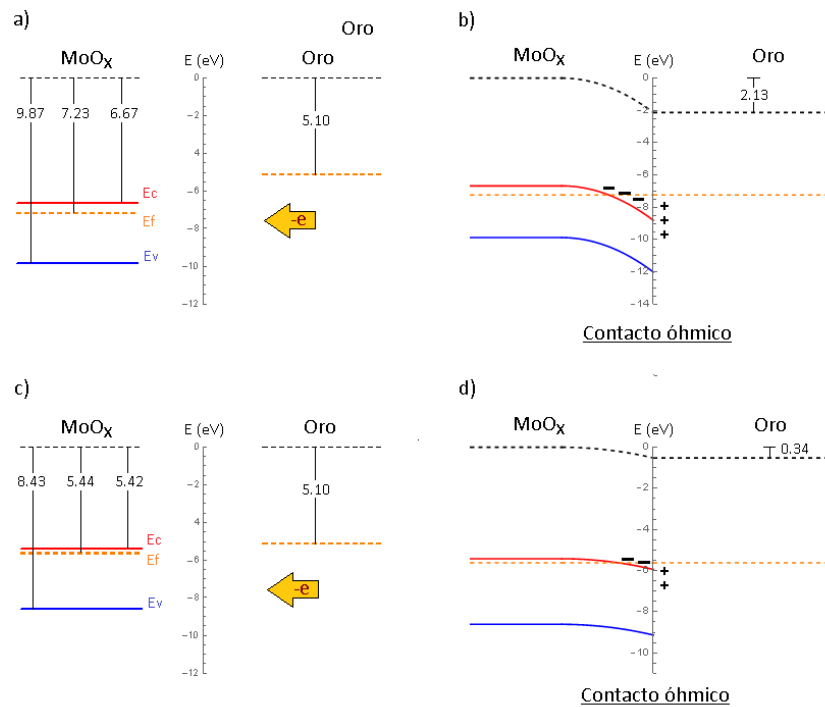 a)
Oro
MoOX
E (eV)
Oro
0
-2
-4
-6
-8
-10
-12
9.87
7.23
6.67
5.10
Ec
Ef
Ev
-e
b)
MoOX
E (eV)
Oro
0
-2
-4
-6
-8
-10
-12
-14
2.13
+
+
+
Contacto óhmico
c)
MoOX
E (eV)
Oro
0
-2
-4
-6
-8
-10
-12
8.43
5.44
5.42
5.10
Ec
Ef
Ev
-e
d)
MoOX
E (eV)
Oro
0
-2
-4
-6
-8
-10
0.34
+
+
Contacto óhmico